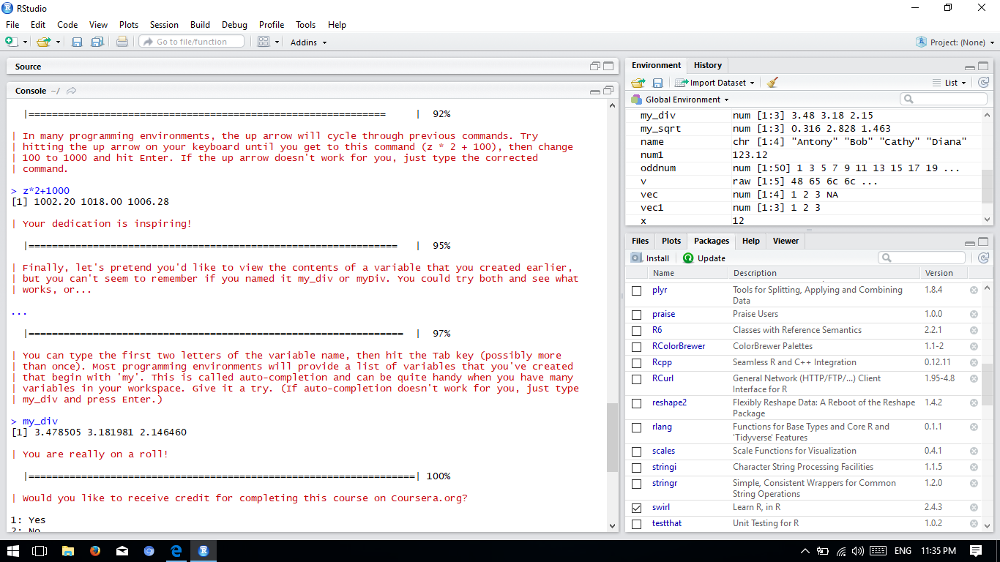 RStudio
File Edit Code View Plots Session Build Debug Profile Tools Help
Go to file/function Addins Project: (None)
Source
Console ~/
|============================================================= | 92%
| In many programming environments, the up arrow will cycle through previous commands. Try
| hitting the up arrow on your keyboard until you get to this command (z * 2 + 100), then change
| 100 to 1000 and hit Enter. If the up arrow doesn't work for you, just type the corrected
| command.
> z*2+1000
[1] 1002.20 1018.00 1006.28
| Your dedication is inspiring!
|=============================================================== | 95%
| Finally, let's pretend you'd like to view the contents of a variable that you created earlier,
| but you can't seem to remember if you named it my_div or myDiv. You could try both and see what
| works, or...
...
|================================================================ | 97%
| You can type the first two letters of the variable name, then hit the Tab key (possibly more
| than once). Most programming environments will provide a list of variables that you've created
| that begin with 'my'. This is called auto-completion and can be quite handy when you have many
| variables in your workspace. Give it a try. (If auto-completion doesn't work for you, just type
| my_div and press Enter.)
> my_div
[1] 3.478505 3.181981 2.146460
| You are really on a roll!
|==================================================================| 100%
| Would you like to receive credit for completing this course on Coursera.org?
1: Yes
2: No
Environment History
Import Dataset List
Global Environment
my_div num [1:3] 3.48 3.18 2.15
my_sqrt num [1:3] 0.316 2.828 1.463
name chr [1:4] "Antony" "Bob" "Cathy" "Diana"
num1 123.12
oddnum num [1:50] 1 3 5 7 9 11 13 15 17 19 ...
v raw [1:5] 48 65 6c 6c ...
vec num [1:4] 1 2 3 NA
vec1 num [1:3] 1 2 3
x 12
Files Plots Packages Help Viewer
Install Update
Name Description Version
plyr Tools for Splitting, Applying and Combining 1.8.4
Data
praise Praise Users 1.0.0
R6 Classes with Reference Semantics 2.2.1
RColorBrewer ColorBrewer Palettes 1.1-2
Rcpp Seamless R and C++ Integration 0.12.11
RCurl General Network (HTTP/FTP/...) Client 1.95-4.8
Interface for R
reshape2 Flexibly Reshape Data: A Reboot of the Reshape 1.4.2
Package
rlang Functions for Base Types and Core R and 0.1.1
'Tidyverse' Features
scales Scale Functions for Visualization 0.4.1
stringi Character String Processing Facilities 1.1.5
stringr Simple, Consistent Wrappers for Common 1.2.0
String Operations
swirl Learn R, in R 2.4.3
testthat Unit Testing for R 1.0.2
ENG 11:35 PM